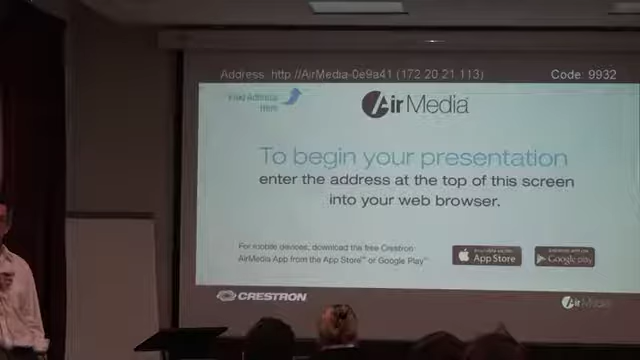 Address: http://AirMedia-0e9a41 (172.20.21.113) Code: 9932
Find Address
Here
AirMedia
To begin your presentation
enter the address at the top of this screen
into your web browser.
For mobile devices, download the free Crestron
AirMedia App from the App Store℠ or Google Play™
App Store
Google play
CRESTRON
AirMedia